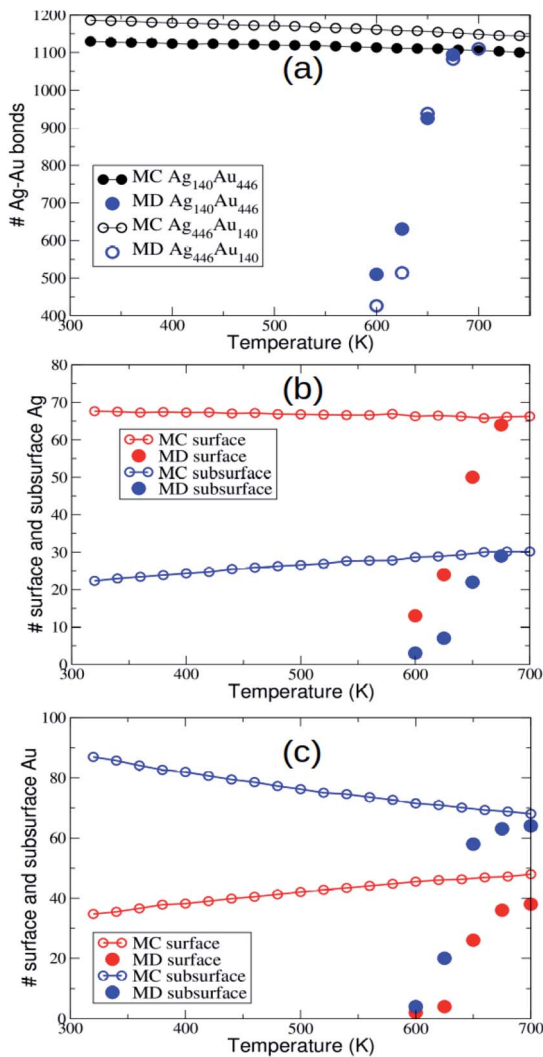 1200
1100
1000
900
800
700
600
500
400
# Ag-Au bonds
(a)
MC Ag140Au446
MD Ag140Au446
MC Ag446Au140
MD Ag446Au140
300 400 500 600 700
Temperature (K)
80
70
60
50
40
30
20
10
0
# surface and subsurface Ag
(b)
MC surface
MD surface
MC subsurface
MD subsurface
300 400 500 600 700
Temperature (K)
100
80
60
40
20
0
# surface and subsurface Au
(c)
MC surface
MD surface
MC subsurface
MD subsurface
300 400 500 600 700
Temperature (K)